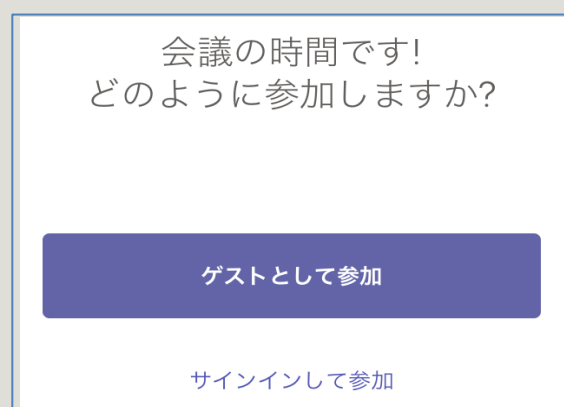 会議の時間です!
どのように参加しますか?
ゲストとして参加
サインインして参加